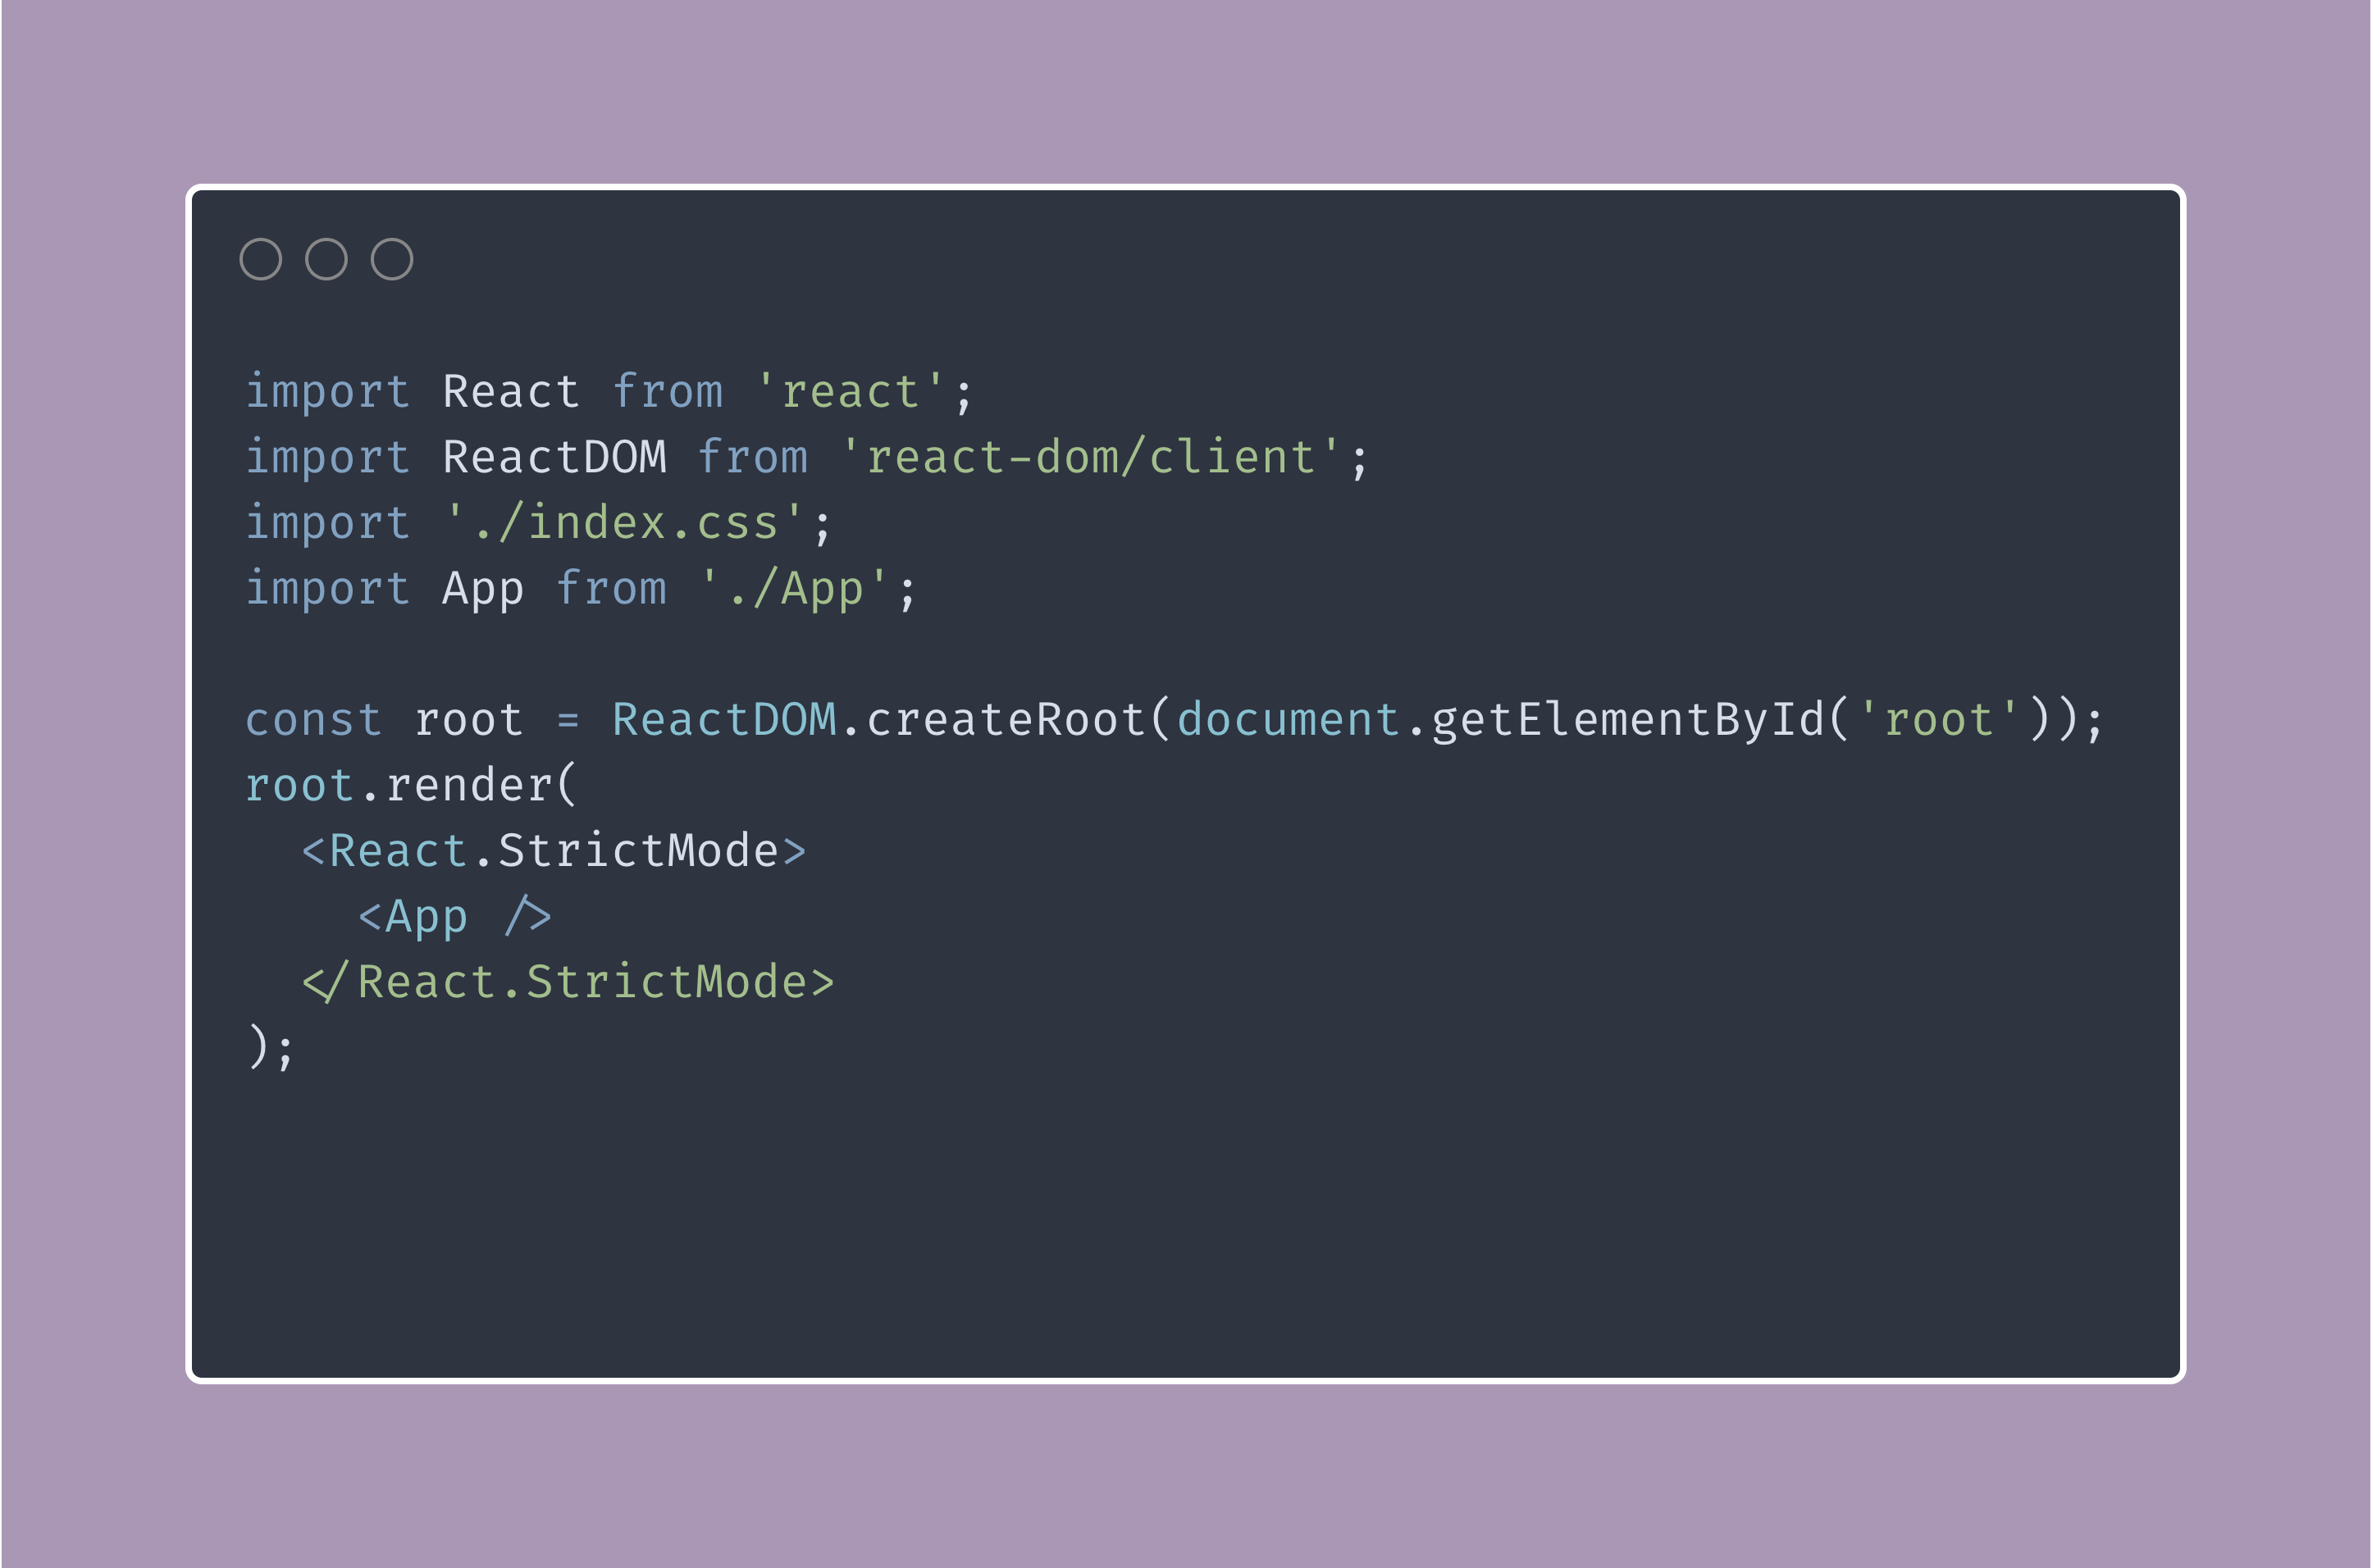 import React from 'react';
import ReactDOM from 'react-dom/client';
import './index.css';
import App from './App';

const root = ReactDOM.createRoot(document.getElementById('root'));
root.render(
  <React.StrictMode>
    <App />
  </React.StrictMode>
);